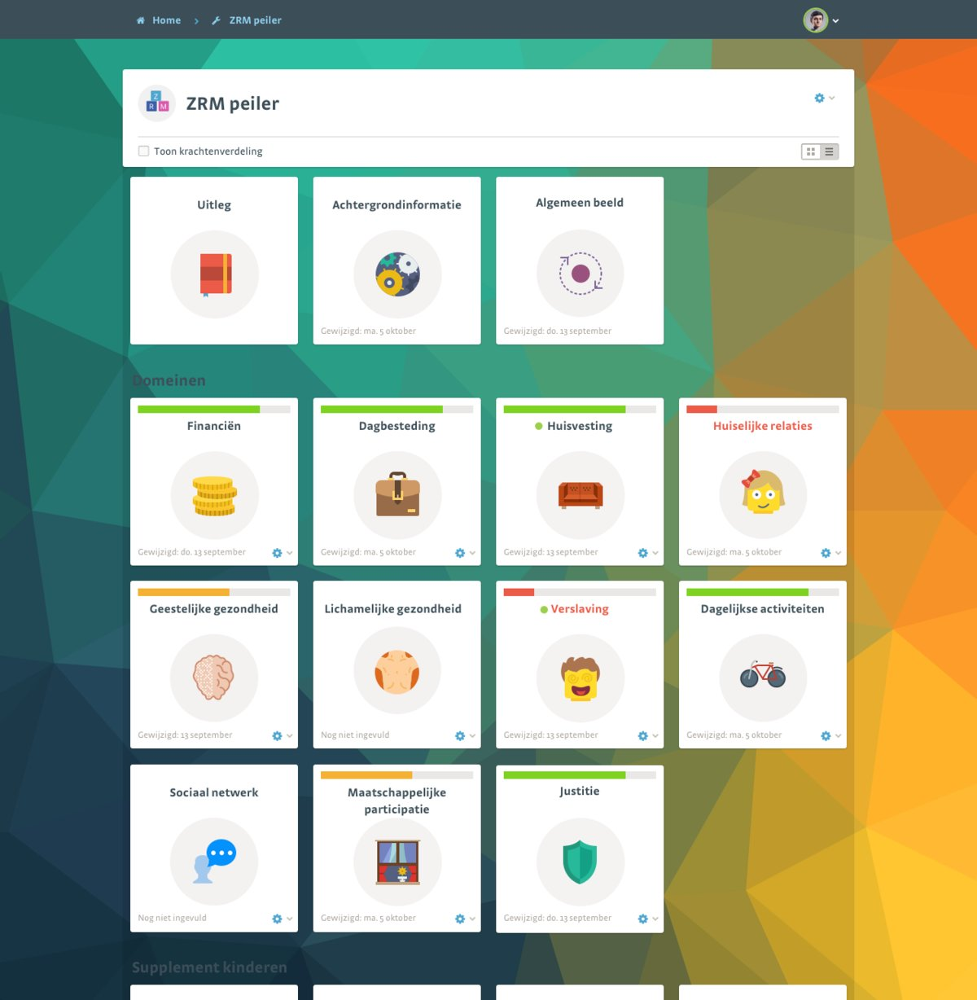 Home
ZRM peiler
Z
R M
ZRM peiler
Toon krachtenverdeling
Uitleg
Achtergrondinformatie
Gewijzigd: ma. 5 oktober
Algemeen beeld
Gewijzigd: do. 13 september
Domeinen
Financiën
Gewijzigd: do. 13 september
Dagbesteding
Gewijzigd: ma. 5 oktober
Huisvesting
Gewijzigd: 13 september
Huiselijke relaties
Gewijzigd: ma. 5 oktober
Geestelijke gezondheid
Gewijzigd: 13 september
Lichamelijke gezondheid
Nog niet ingevuld
Verslaving
Gewijzigd: 13 september
Dagelijkse activiteiten
Gewijzigd: ma. 5 oktober
Sociaal netwerk
Nog niet ingevuld
Maatschappelijke
participatie
Gewijzigd: ma. 5 oktober
Justitie
Gewijzigd: do. 13 september
Supplement kinderen